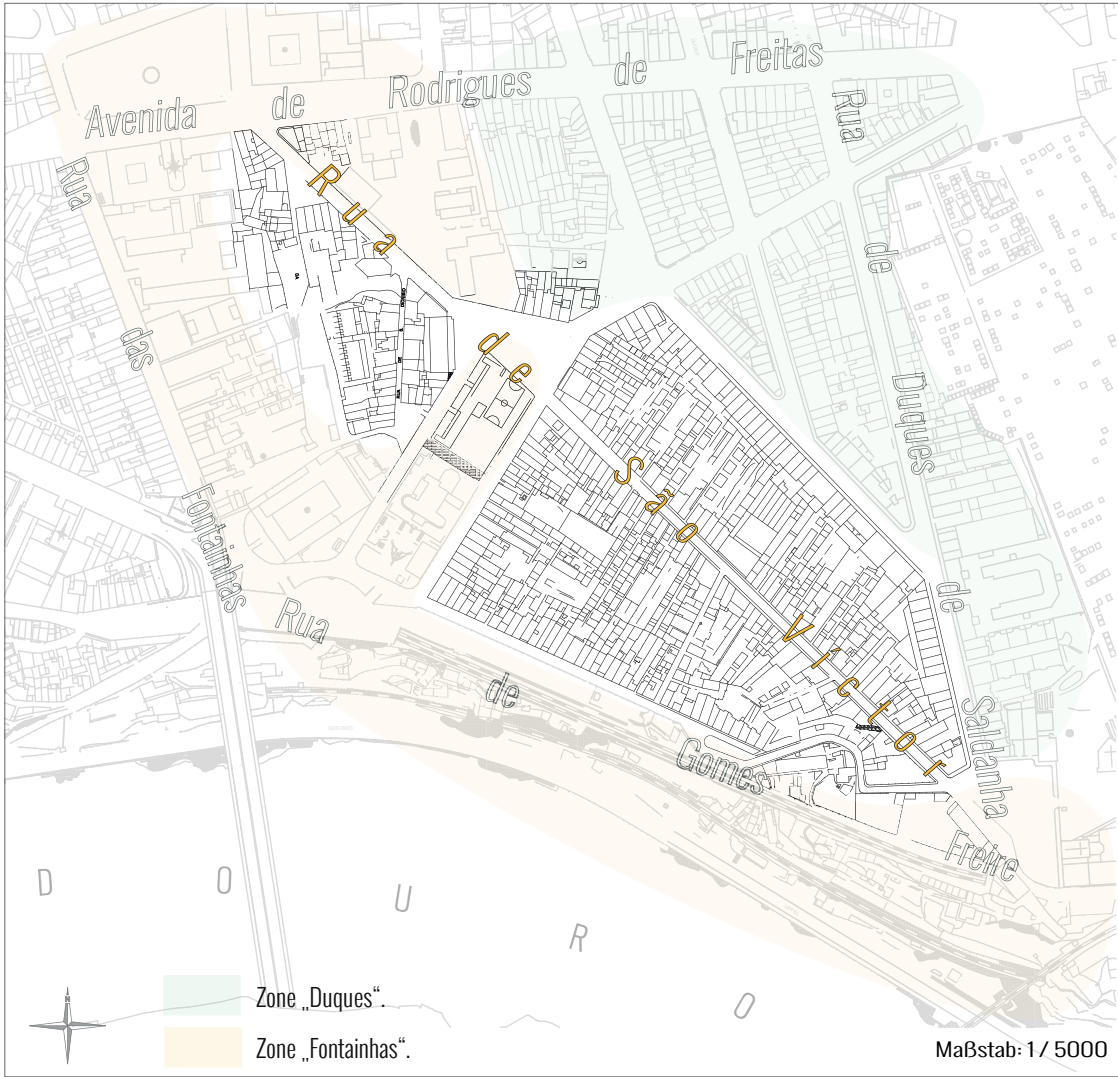 Avenida de Rodrigues de Freitas
Rua das Fontainhas
Rua de Duques de Saldanha
Rua de São Víctor
Rua de Gomes Freire
D O U R O
N
Zone „Duques“.
Zone „Fontainhas“.
Maßstab: 1 / 5000